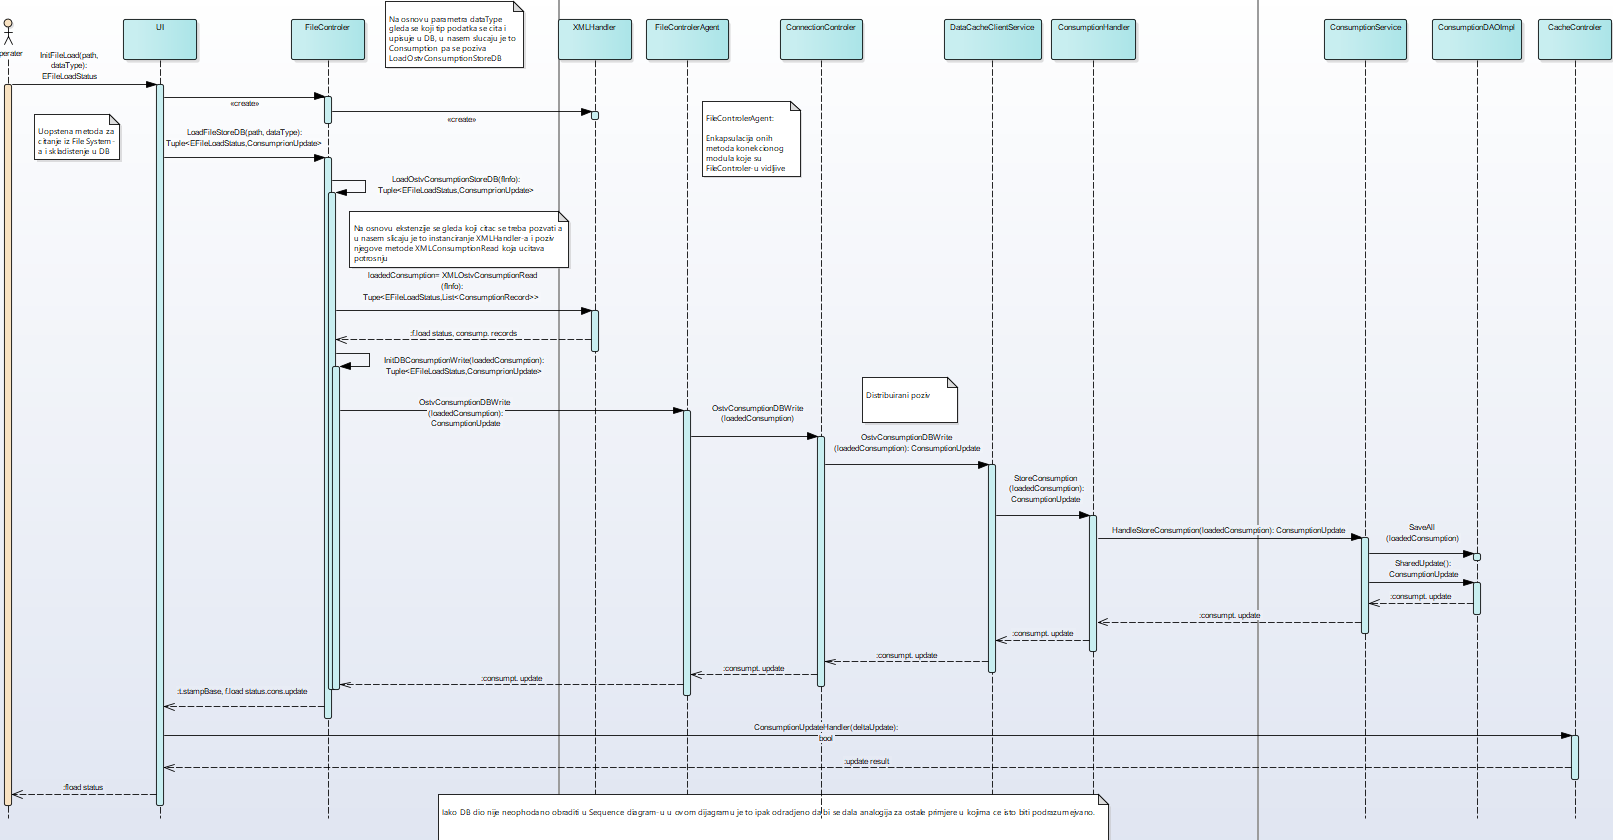 Na osnovu parametra dataType
gleda se koji tip podatka se cita i
upisuje u DB, u nasem slucaju je to
Consumption pa se poziva
LoadOstvConsumptionStoreDB
UI
FileControler
XMLHandler
FileControlerAgent
ConnectionControler
DataCacheClientService
ConsumptionHandler
ConsumptionService
ConsumptionDAOImpl
CacheControler
perater
InitFileLoad(path,
dataType):
EFileLoadStatus
«create»
«create»
Uopstena metoda za
citanje iz File System-
a i skladistenje u DB
LoadFileStoreDB(path, dataType):
Tuple<EFileLoadStatus,ConsumprionUpdate>
FileControlerAgent:
Enkapsulacija onih
metoda konekcionog
modula koje su
FileControler-u vidljive
LoadOstvConsumptionStoreDB(fInfo):
Tuple<EFileLoadStatus,ConsumprionUpdate>
Na osnovu ekstenzije se gleda koji citac se treba pozvati a
u nasem slicaju je to instanciranje XMLHandler-a i poziv
njegove metode XMLConsumptionRead koja ucitava
potrosnju
loadedConsumption= XMLOstvConsumptionRead
(fInfo):
Tupe<EFileLoadStatus,List<ConsumptionRecord>>
:f.load status, consump. records
InitDBConsumptionWrite(loadedConsumption):
Tuple<EFileLoadStatus,ConsumprionUpdate>
Distribuirani poziv
OstvConsumptionDBWrite
(loadedConsumption):
ConsumptionUpdate
OstvConsumptionDBWrite
(loadedConsumption)
OstvConsumptionDBWrite
(loadedConsumption): ConsumptionUpdate
StoreConsumption
(loadedConsumption):
ConsumptionUpdate
HandleStoreConsumption(loadedConsumption): ConsumptionUpdate
SaveAll
(loadedConsumption)
SharedUpdate():
ConsumptionUpdate
:consumpt. update
:consumpt. update
:consumpt. update
:consumpt. update
:consumpt. update
:consumpt. update
:t.stampBase, f.load status.cons.update
ConsumptionUpdateHandler(deltaUpdate):
bool
:update result
:fload status
Iako DB dio nije neophodano obraditi u Sequence diagram-u u ovom dijagramu je to ipak odradjeno da bi se dala analogija za ostale primjere u kojima ce isto biti podrazumejvano.